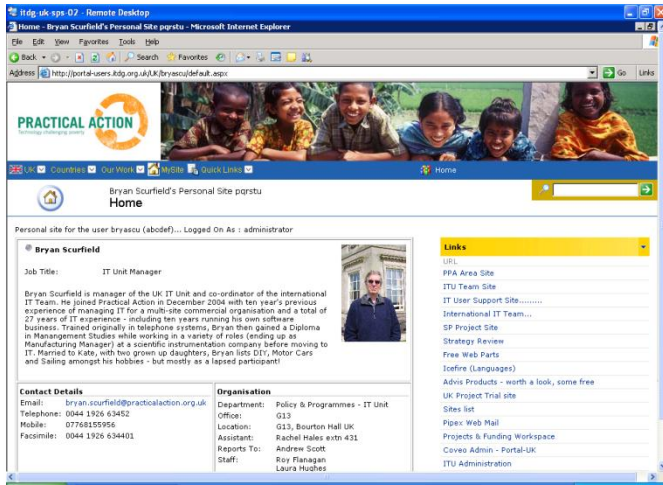 itdg-uk-sps-02 - Remote Desktop
Home - Bryan Scurfield's Personal Site pqrstu - Microsoft Internet Explorer
File Edit View Favorites Tools Help
Back Search Favorites
Address http://portal-users.itdg.org.uk/UK/bryascu/default.aspx Go Links
PRACTICAL ACTION
Technology challenging poverty
UK Countries Our Work MySite Quick Links Home
Bryan Scurfield's Personal Site pqrstu
Home
Personal site for the user bryascu (abcdef)... Logged On As : administrator
Bryan Scurfield
Job Title: IT Unit Manager
Bryan Scurfield is manager of the UK IT Unit and co-ordinator of the international
IT Team. He joined Practical Action in December 2004 with ten year's previous
experience of managing IT for a multi-site commercial organisation and a total of
27 years of IT experience - including ten years running his own software
business. Trained originally in telephone systems, Bryan then gained a Diploma
in Manangement Studies while working in a variety of roles (ending up as
Manufacturing Manager) at a scientific instrumentation company before moving to
IT. Married to Kate, with two grown up daughters, Bryan lists DIY, Motor Cars
and Sailing amongst his hobbies - but mostly as a lapsed participant!
Contact Details
Email: bryan.scurfield@practicalaction.org.uk
Telephone: 0044 1926 63452
Mobile: 07768155956
Facsimile: 0044 1926 634401
Organisation
Department: Policy & Programmes - IT Unit
Office: G13
Location: G13, Bourton Hall UK
Assistant: Rachel Hales extn 431
Reports To: Andrew Scott
Staff: Roy Flanagan
Laura Hughes
Links
URL
PPA Area Site
ITU Team Site
IT User Support Site.........
International IT Team...
SP Project Site
Strategy Review
Free Web Parts
Icefire (Languages)
Advis Products - worth a look, some free
UK Project Trial site
Sites list
Pipex Web Mail
Projects & Funding Workspace
Coveo Admin - Portal-UK
ITU Administration